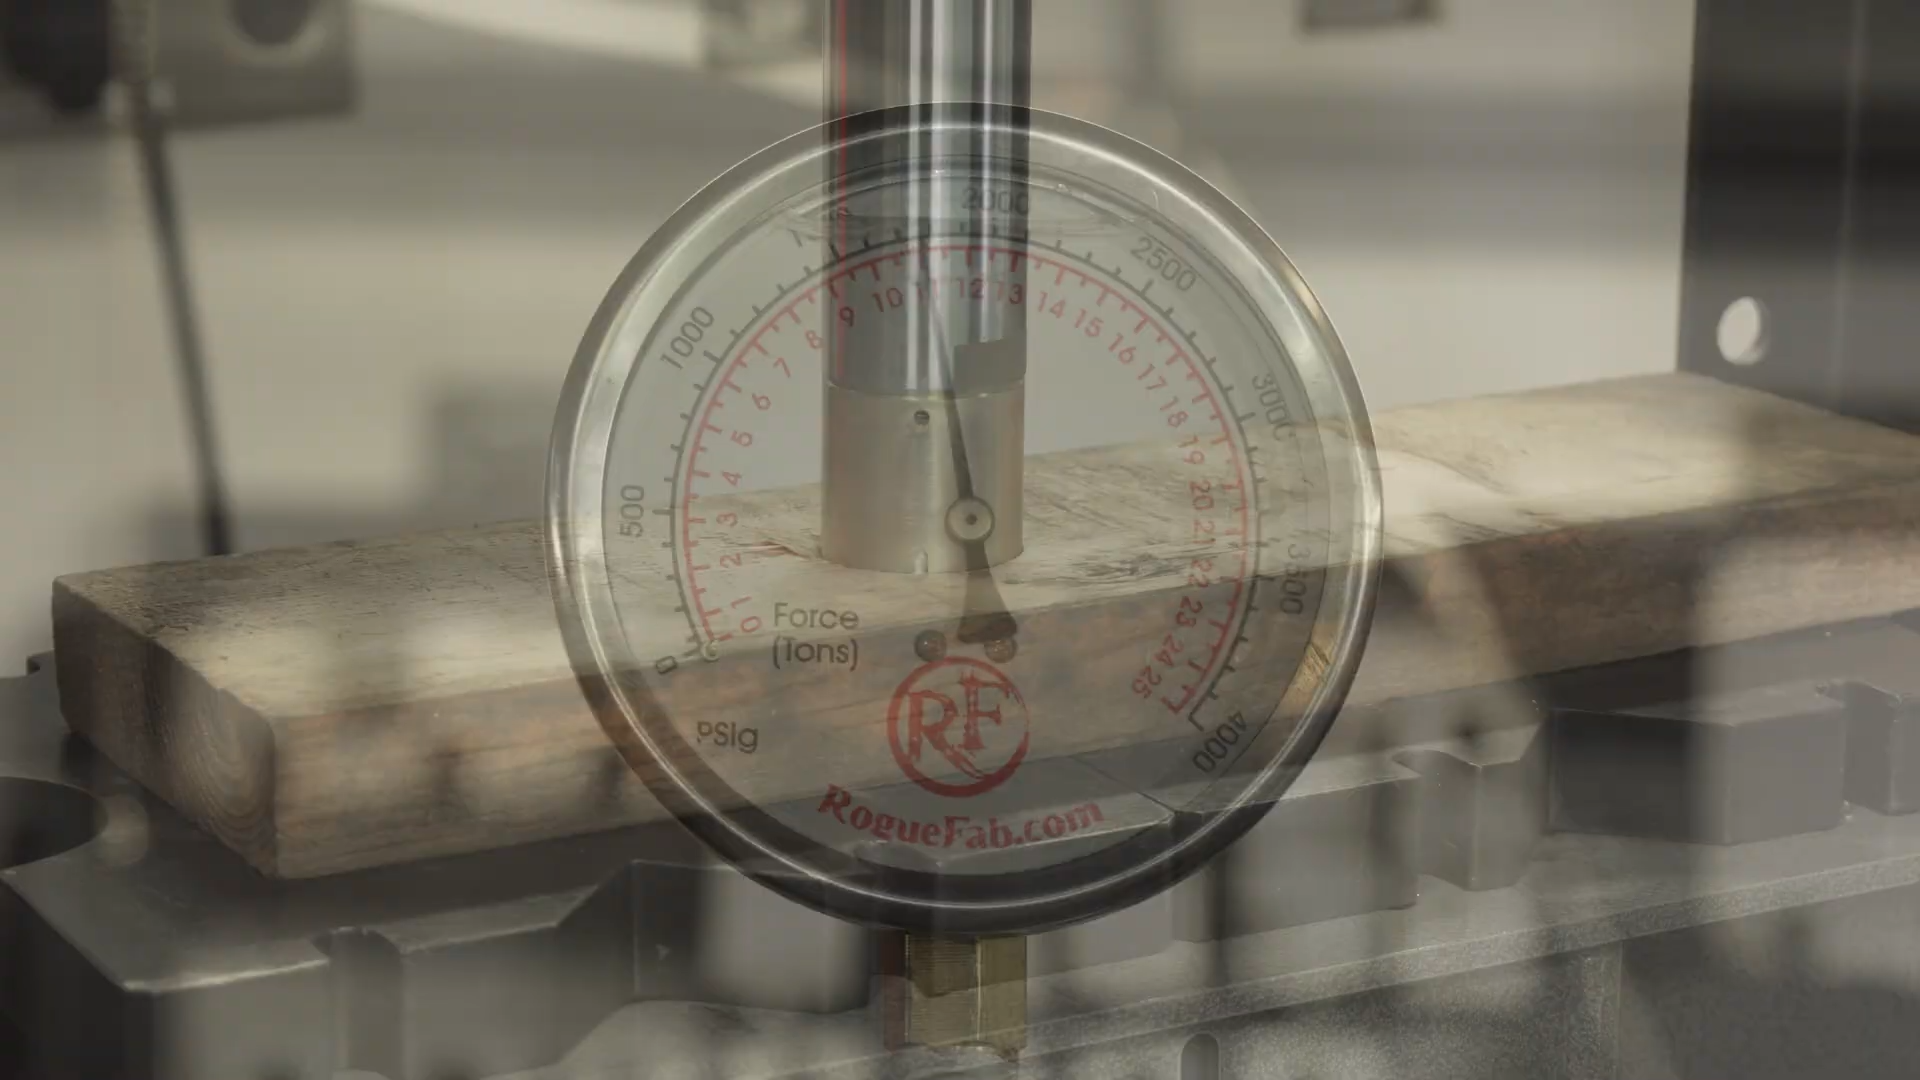 2000
2500
1000
3000
500
3500
0
4000
0 1 2 3 4 5 6 7 8 9 10 11 12 13 14 15 16 17 18 19 20 21 22 23 24 25
Force
(Tons)
PSIg
RF
RogueFab.com